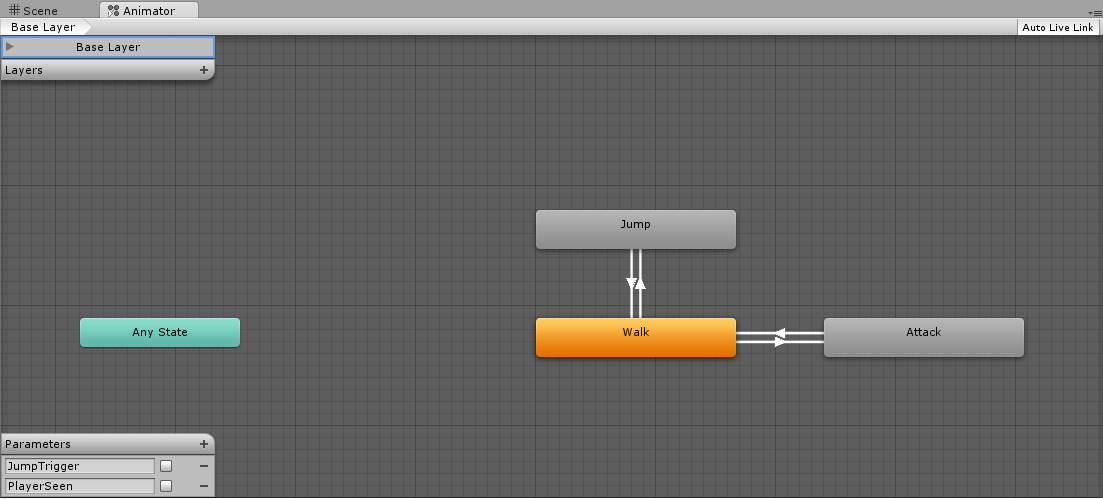 Scene
Animator
Base Layer
Auto Live Link
Base Layer
Layers
Jump
Any State
Walk
Attack
Parameters
JumpTrigger
PlayerSeen